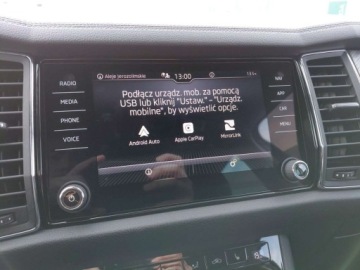 Aleje Jerozolimskie 13:00
RADIO
MEDIA
PHONE
VOICE
NAV
APP
CAR
MENU
Podłącz urządz. mob. za pomocą
USB lub kliknij "Ustaw." - "Urządz.
mobilne", by wyświetlić opcje.
Android Auto Apple CarPlay MirrorLink